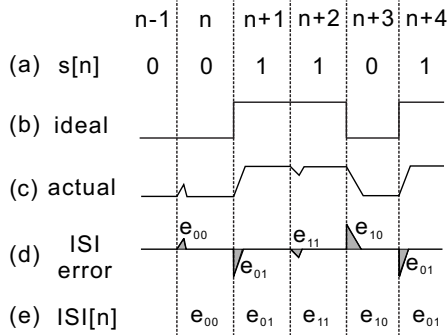 n-1 n n+1 n+2 n+3 n+4
(a) s[n] 0 0 1 1 0 1
(b) ideal
(c) actual
e₀₀ e₁₁ e₁₀
(d) ISI error e₀₁ e₀₁
(e) ISI[n] e₀₀ e₀₁ e₁₁ e₁₀ e₀₁